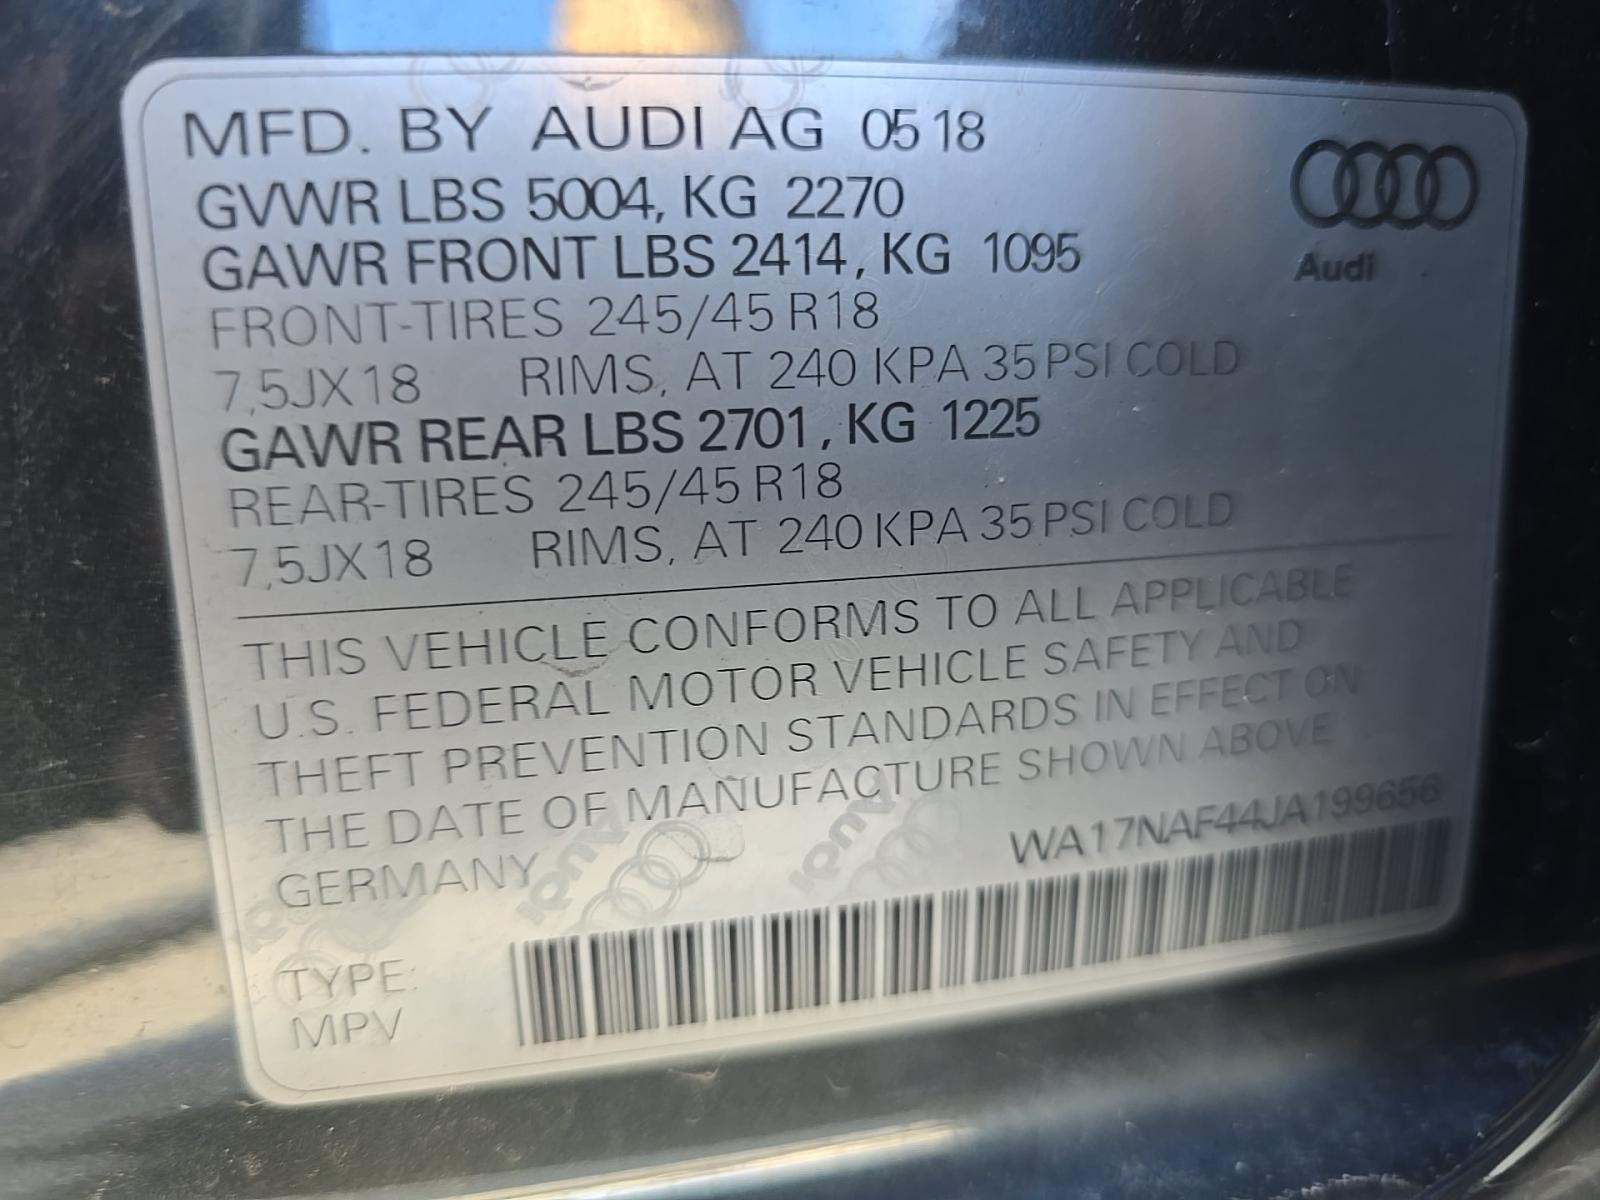 MFD. BY AUDI AG 05 18
GVWR LBS 5004, KG 2270
GAWR FRONT LBS 2414, KG 1095
Audi
FRONT-TIRES 245/45 R18
7,5JX18 RIMS, AT 240 KPA 35 PSI COLD
GAWR REAR LBS 2701, KG 1225
REAR-TIRES 245/45 R18
7,5JX18 RIMS, AT 240 KPA 35 PSI COLD
THIS VEHICLE CONFORMS TO ALL APPLICABLE
U.S. FEDERAL MOTOR VEHICLE SAFETY AND
THEFT PREVENTION STANDARDS IN EFFECT ON
THE DATE OF MANUFACTURE SHOWN ABOVE
GERMANY
WA17NAF44JA199656
Audi
Audi
Audi
TYPE:
MPV